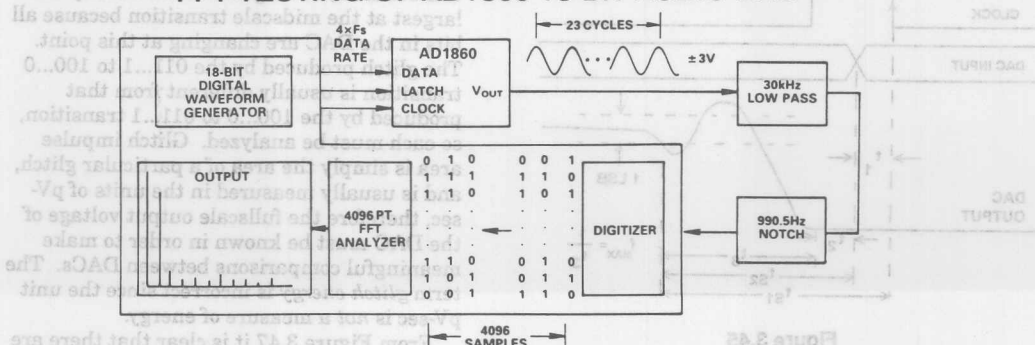 23 CYCLES
±3V
4×Fs
DATA
RATE
18-BIT
DIGITAL
WAVEFORM
GENERATOR
AD1860
DATA
LATCH
CLOCK
VOUT
30kHz
LOW PASS
990.5Hz
NOTCH
DIGITIZER
0 1 0 0 0 1
1 1 1 1 1 0
1 1 0 1 0 1
1 1 0 0 1 0
0 1 0 0 1 1
0 1 1 1 1 0
4096
SAMPLES
4096 PT.
FFT
ANALYZER
OUTPUT
largest at the midscale transition because all
bits in the DAC are changing at this point.
The glitch produced by the 011...1 to 100...0
transition is usually different from that
produced by the 100...0 to 011...1 transition,
so each must be analyzed. Glitch impulse
area is simply the area of a particular glitch,
and is usually measured in the units of pV-
sec, therefore the fullscale output voltage of
the DAC must be known in order to make
meaningful comparisons between DACs. The
term glitch energy is incorrect since the unit
pV-sec is not a measure of energy.
From Figure 3.47 it is clear that there are
CLOCK
DAC INPUT
DAC
OUTPUT
1 LSB
Figure 3.45